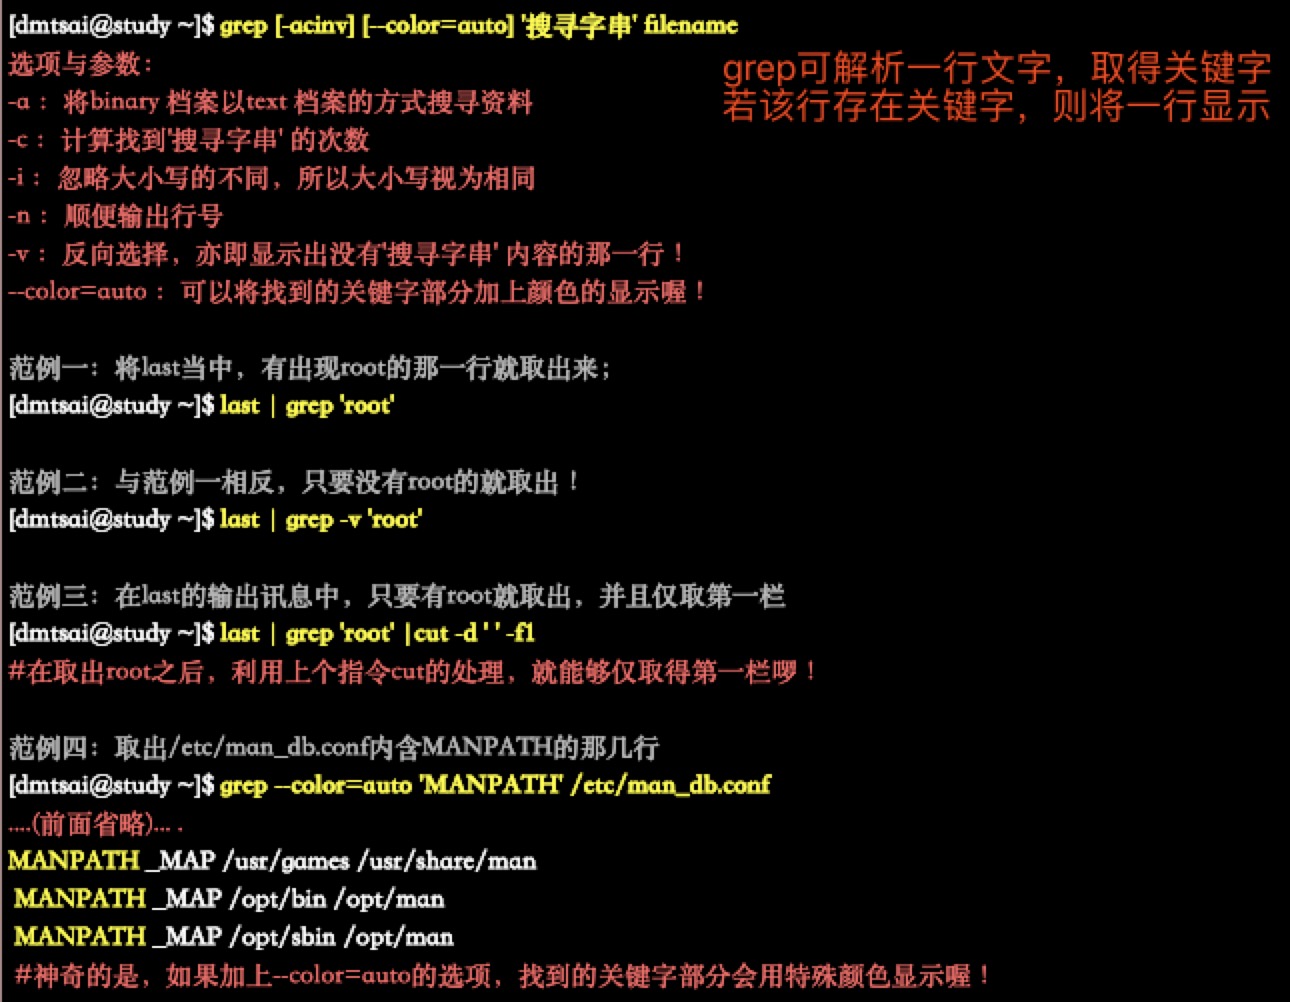 [dmtsai@study ~]$ grep [-acinv] [--color=auto] '搜寻字串' filename
选项与参数：
grep可解析一行文字，取得关键字
若该行存在关键字，则将一行显示
-a ：将binary 档案以text 档案的方式搜寻资料
-c ：计算找到'搜寻字串' 的次数
-i ：忽略大小写的不同，所以大小写视为相同
-n ：顺便输出行号
-v ：反向选择，亦即显示出没有'搜寻字串' 内容的那一行！
--color=auto ：可以将找到的关键字部分加上颜色的显示喔！
范例一：将last当中，有出现root的那一行就取出来；
[dmtsai@study ~]$ last | grep 'root'
范例二：与范例一相反，只要没有root的就取出！
[dmtsai@study ~]$ last | grep -v 'root'
范例三：在last的输出讯息中，只要有root就取出，并且仅取第一栏
[dmtsai@study ~]$ last | grep 'root' |cut -d ' ' -f1
#在取出root之后，利用上个指令cut的处理，就能够仅取得第一栏啰！
范例四：取出/etc/man_db.conf内含MANPATH的那几行
[dmtsai@study ~]$ grep --color=auto 'MANPATH' /etc/man_db.conf
....(前面省略)... .
MANPATH _MAP /usr/games /usr/share/man
MANPATH _MAP /opt/bin /opt/man
MANPATH _MAP /opt/sbin /opt/man
#神奇的是，如果加上--color=auto的选项，找到的关键字部分会用特殊颜色显示喔！